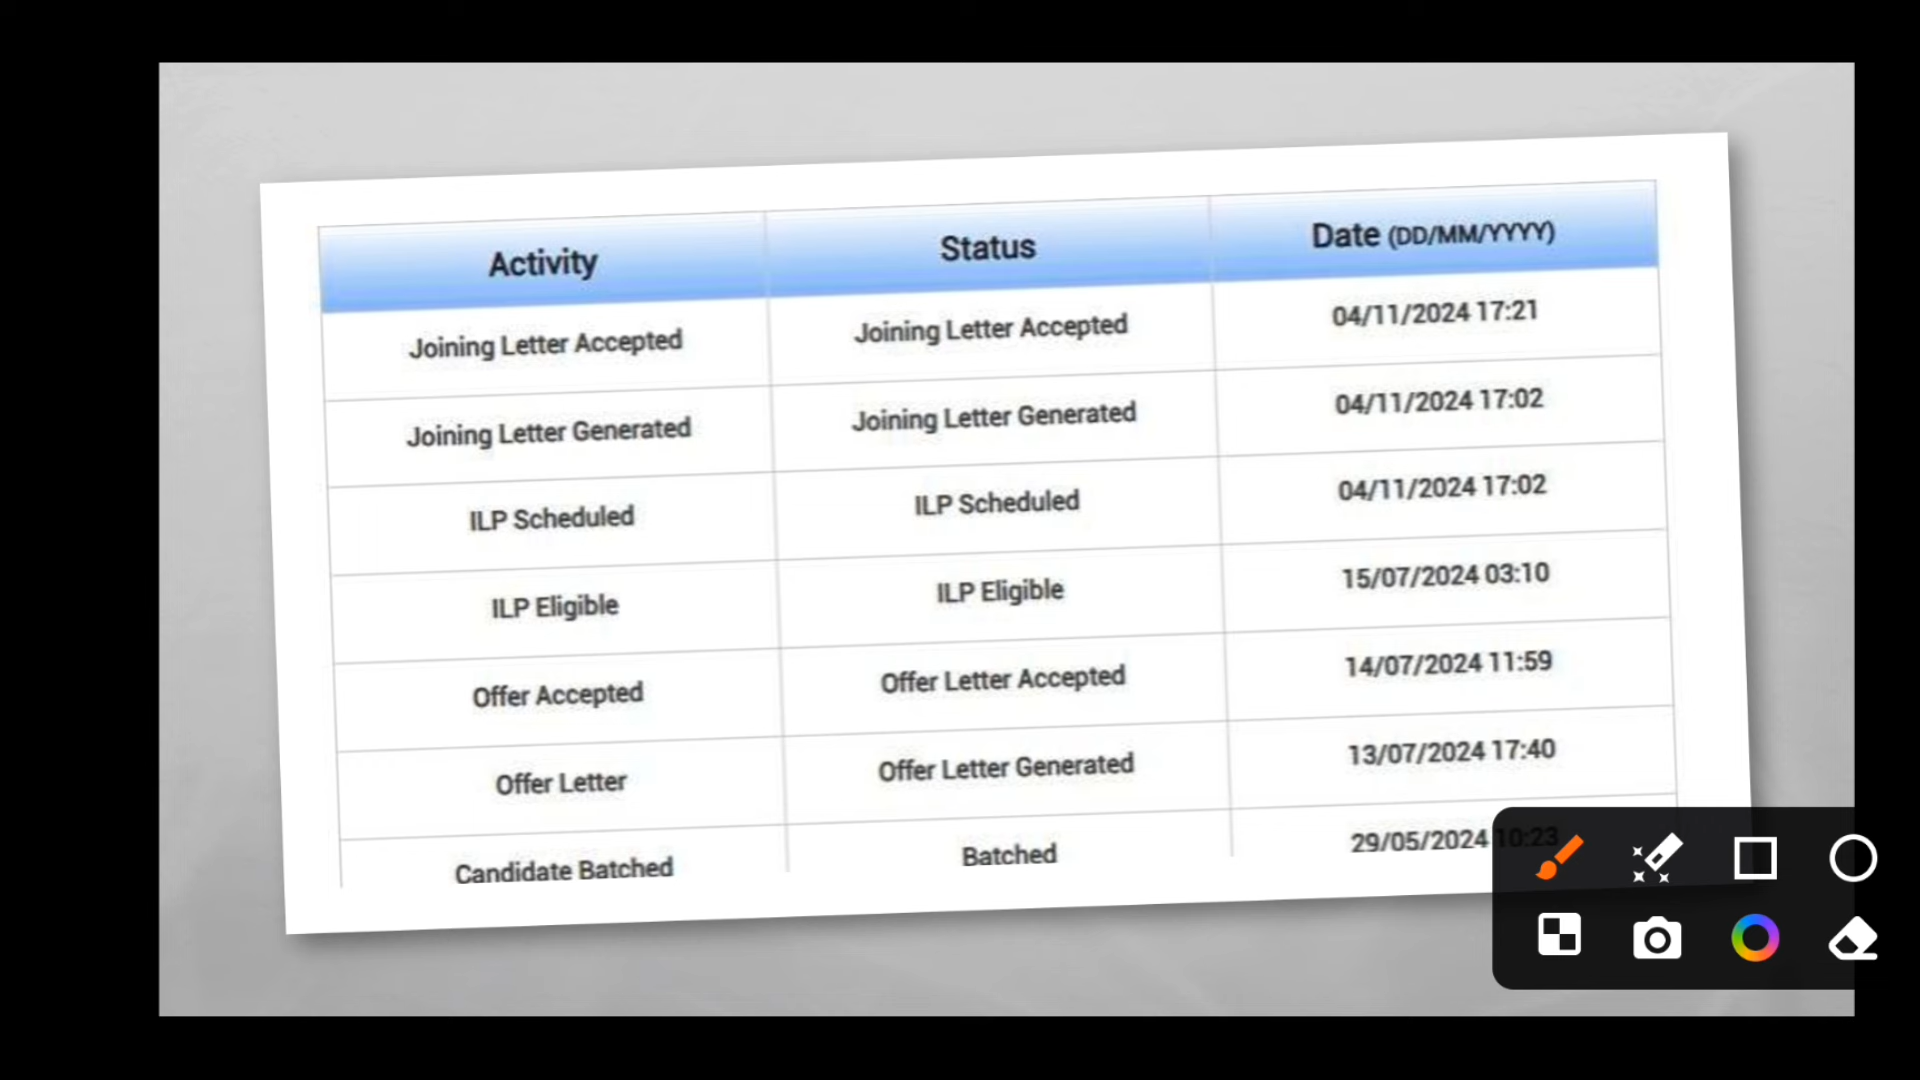 Activity Status Date (DD/MM/YYYY)
Joining Letter Accepted Joining Letter Accepted 04/11/2024 17:21
Joining Letter Generated Joining Letter Generated 04/11/2024 17:02
ILP Scheduled ILP Scheduled 04/11/2024 17:02
ILP Eligible ILP Eligible 15/07/2024 03:10
Offer Accepted Offer Letter Accepted 14/07/2024 11:59
Offer Letter Offer Letter Generated 13/07/2024 17:40
Candidate Batched Batched 29/05/2024 10:23